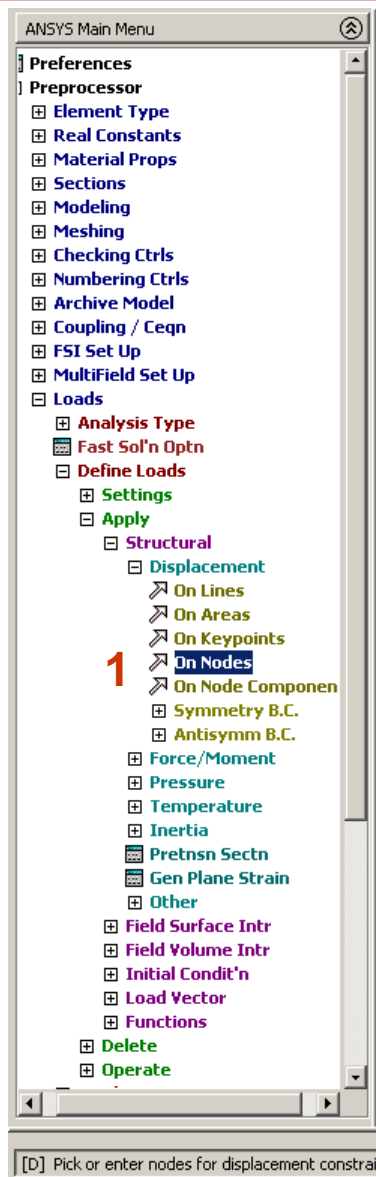 ANSYS Main Menu
Preferences
Preprocessor
Element Type
Real Constants
Material Props
Sections
Modeling
Meshing
Checking Ctrls
Numbering Ctrls
Archive Model
Coupling / Ceqn
FSI Set Up
MultiField Set Up
Loads
Analysis Type
Fast Sol'n Optn
Define Loads
Settings
Apply
Structural
Displacement
On Lines
On Areas
On Keypoints
1 On Nodes
On Node Componen
Symmetry B.C.
Antisymm B.C.
Force/Moment
Pressure
Temperature
Inertia
Pretnsn Sectn
Gen Plane Strain
Other
Field Surface Intr
Field Volume Intr
Initial Condit'n
Load Vector
Functions
Delete
Operate
[D] Pick or enter nodes for displacement constrai